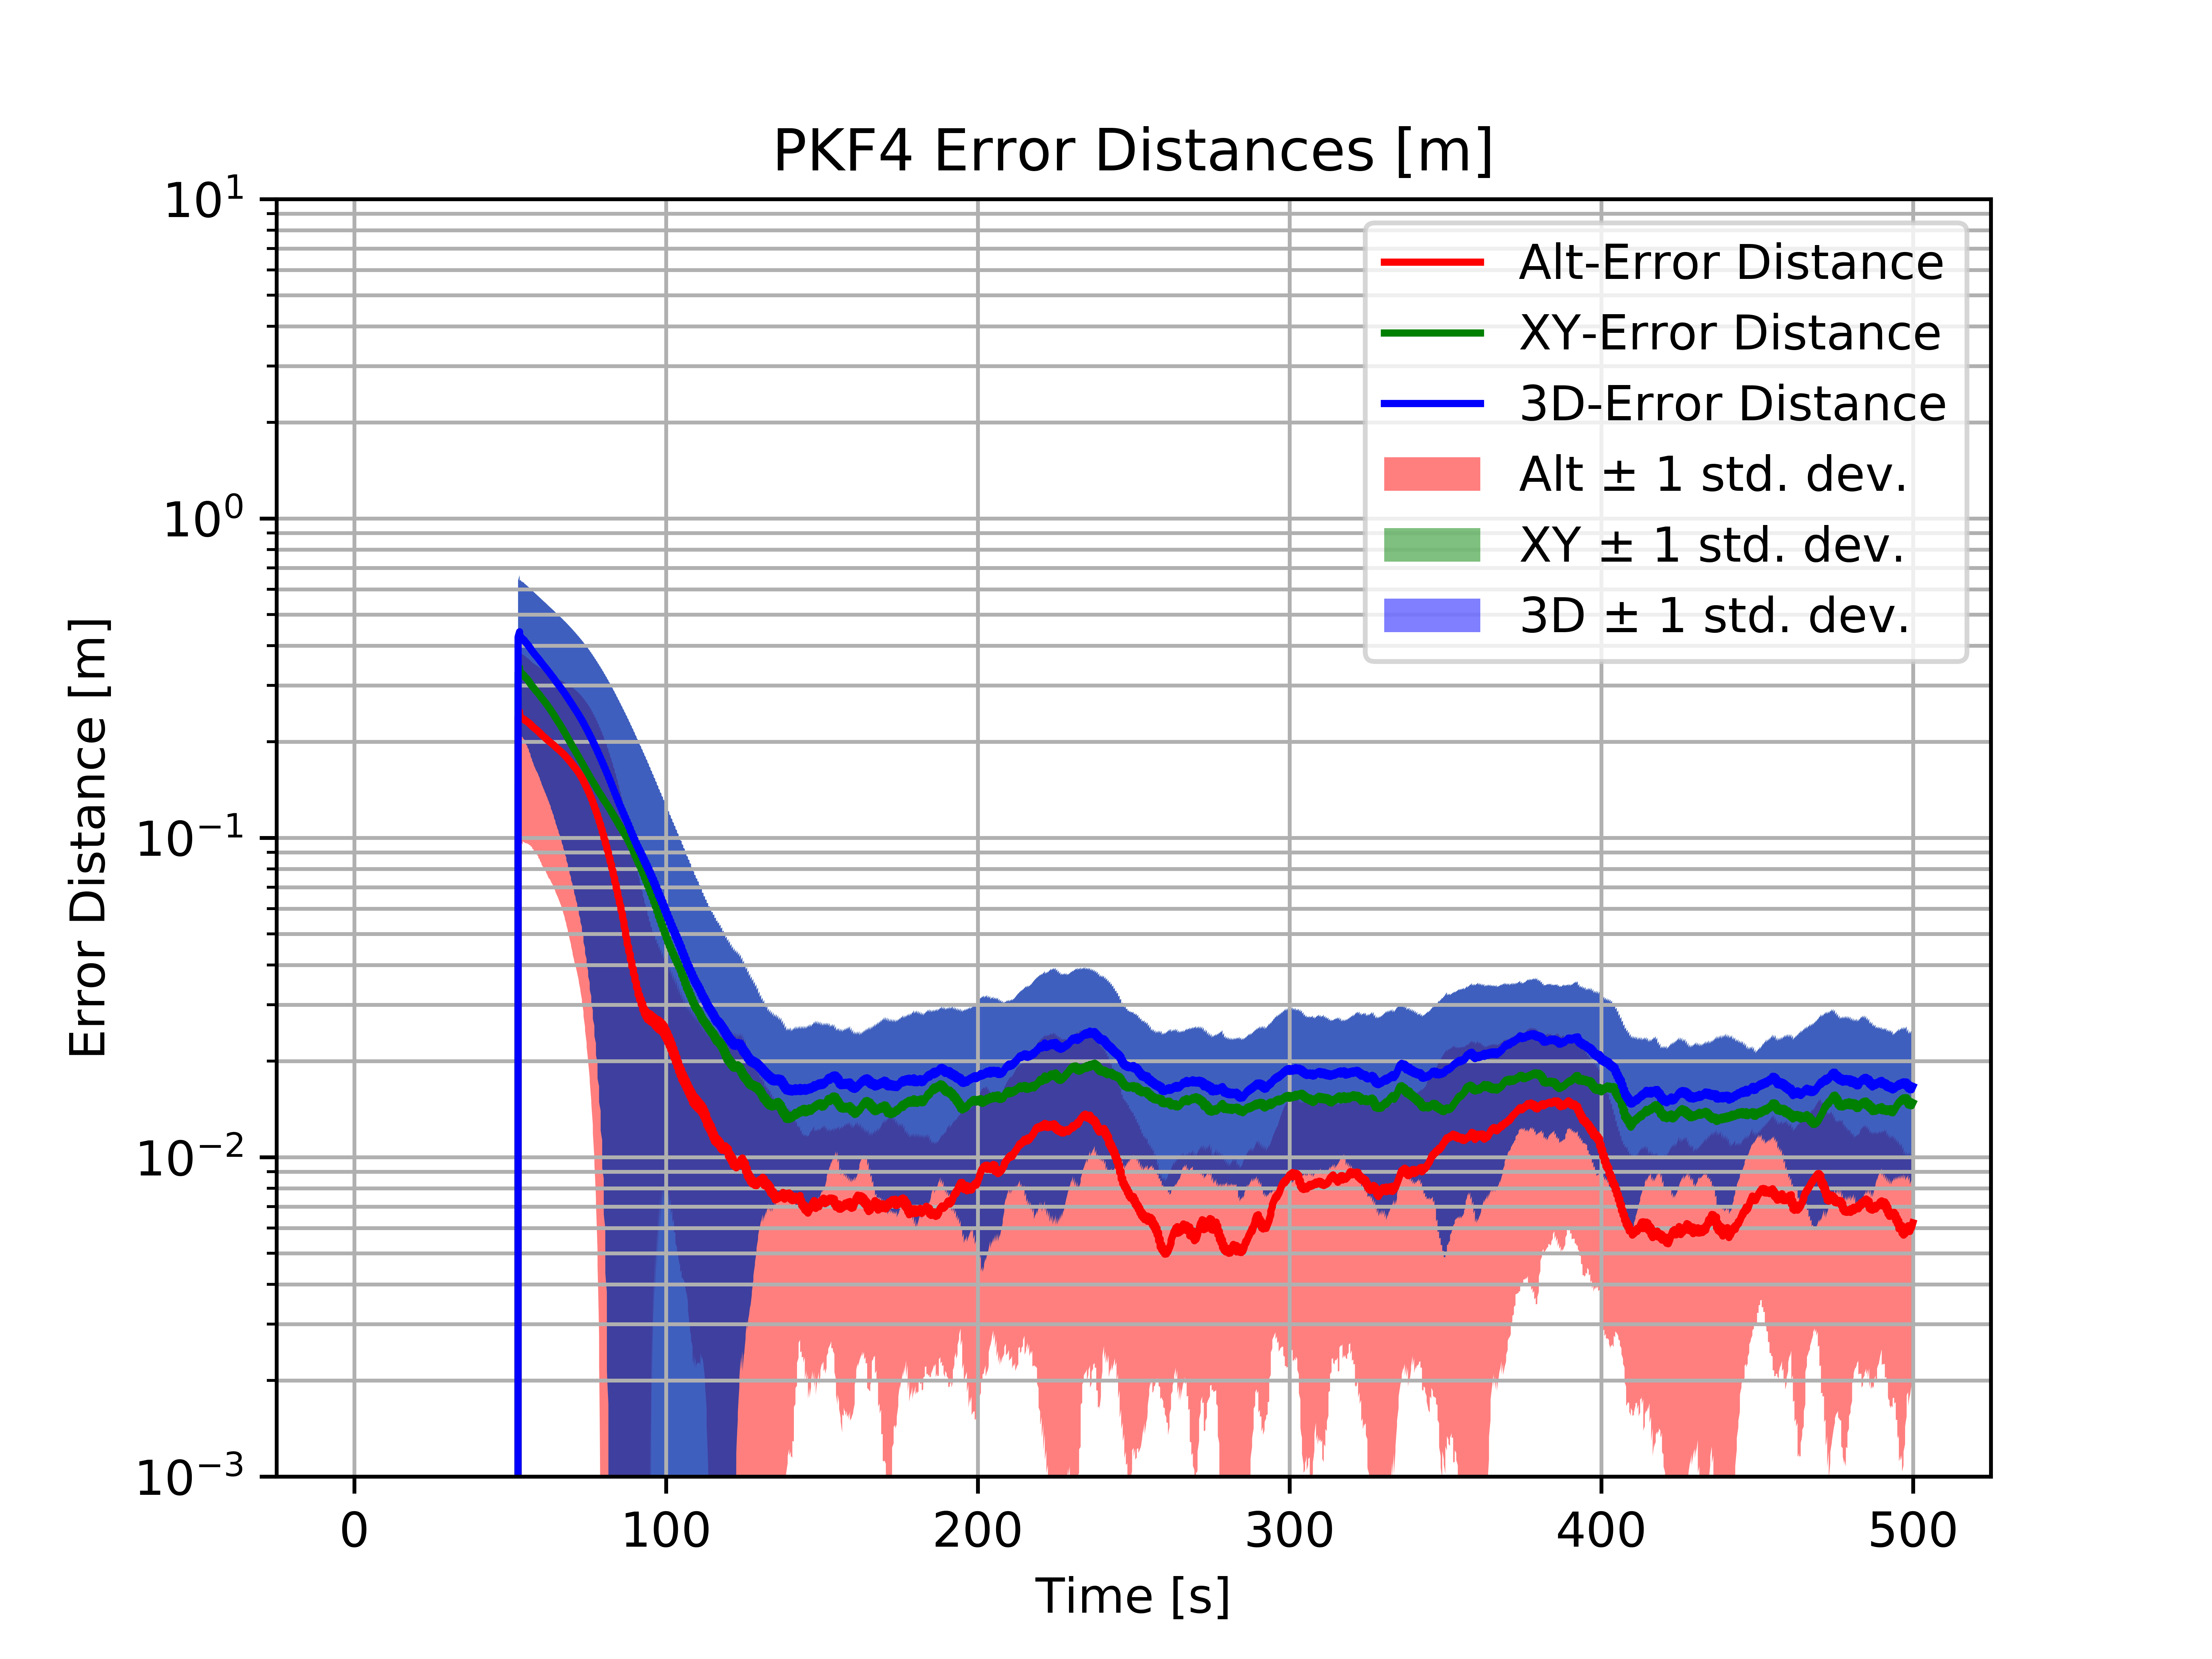 PKF4 Error Distances [m]
10¹
10⁰
10⁻¹
10⁻²
10⁻³
Error Distance [m]
Alt-Error Distance
XY-Error Distance
3D-Error Distance
Alt ± 1 std. dev.
XY ± 1 std. dev.
3D ± 1 std. dev.
0 100 200 300 400 500
Time [s]